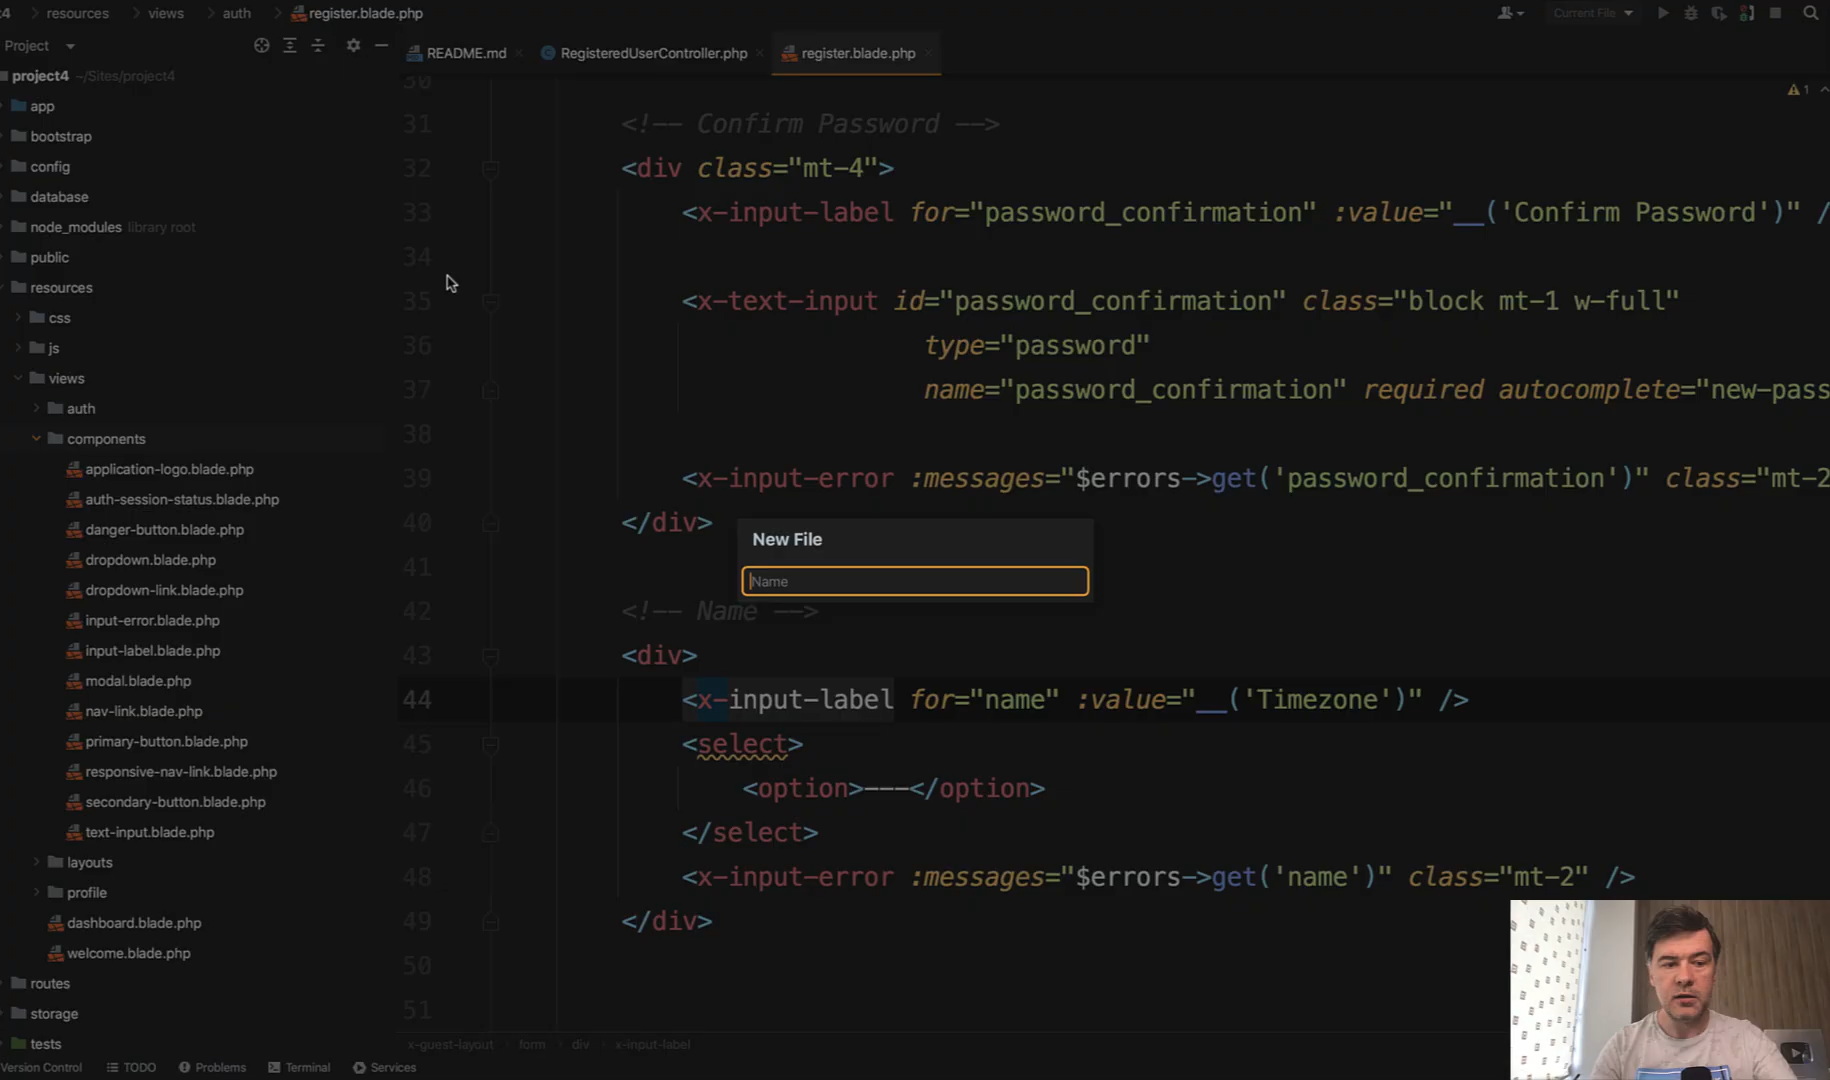 resources
views
auth
register.blade.php
Current File
Project
README.md
RegisteredUserController.php
register.blade.php
project4 ~/Sites/project4
app
bootstrap
config
database
node_modules library root
public
resources
css
js
views
auth
components
application-logo.blade.php
auth-session-status.blade.php
danger-button.blade.php
dropdown.blade.php
dropdown-link.blade.php
input-error.blade.php
input-label.blade.php
modal.blade.php
nav-link.blade.php
primary-button.blade.php
responsive-nav-link.blade.php
secondary-button.blade.php
text-input.blade.php
layouts
profile
dashboard.blade.php
welcome.blade.php
routes
storage
tests
1
30
31 <!-- Confirm Password -->
32 <div class="mt-4">
33 <x-input-label for="password_confirmation" :value="__('Confirm Password')" /
34
35 <x-text-input id="password_confirmation" class="block mt-1 w-full"
36 type="password"
37 name="password_confirmation" required autocomplete="new-pass
38
39 <x-input-error :messages="$errors->get('password_confirmation')" class="mt-2
40 </div>
41
42 <!-- Name -->
43 <div>
44 <x-input-label for="name" :value="__('Timezone')" />
45 <select>
46 <option>---</option>
47 </select>
48 <x-input-error :messages="$errors->get('name')" class="mt-2" />
49 </div>
50
51
New File
Name
x-guest-layout form div x-input-label
Version Control TODO Problems Terminal Services